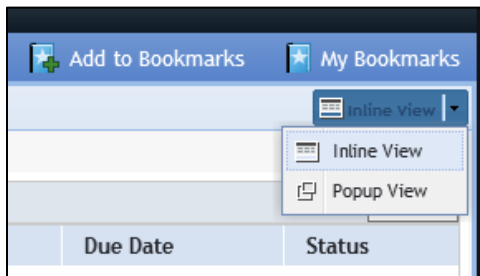 Add to Bookmarks My Bookmarks
Inline View
Inline View
Popup View
Due Date Status